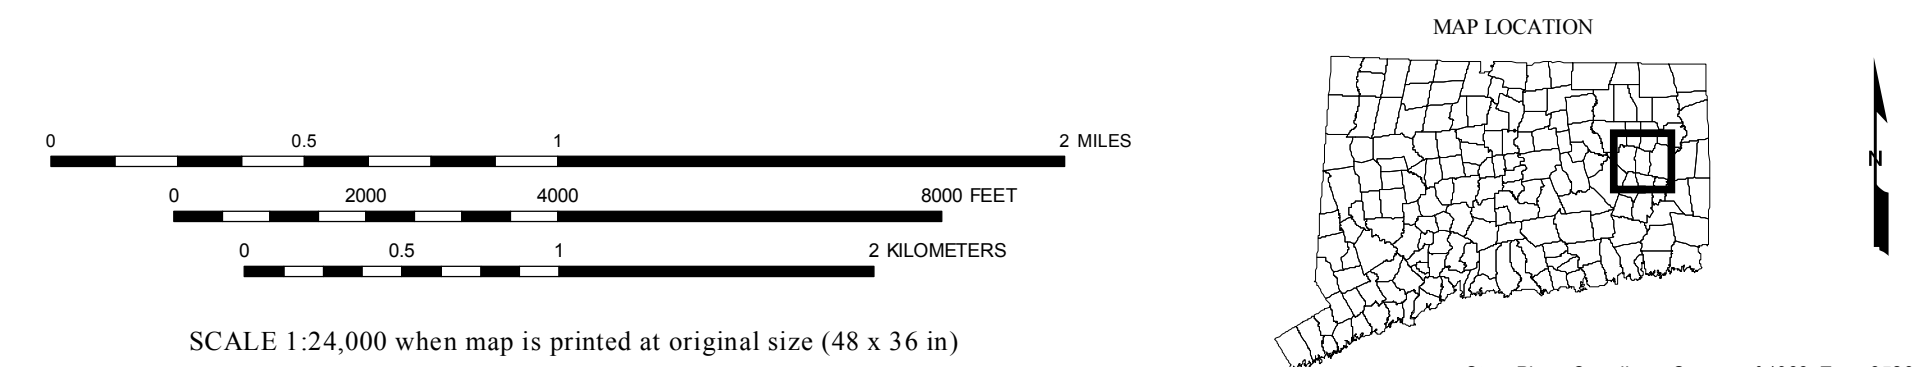 MAP LOCATION
0 0.5 1 2 MILES
0 2000 4000 8000 FEET
0 0.5 1 2 KILOMETERS
SCALE 1:24,000 when map is printed at original size (48 x 36 in)
N